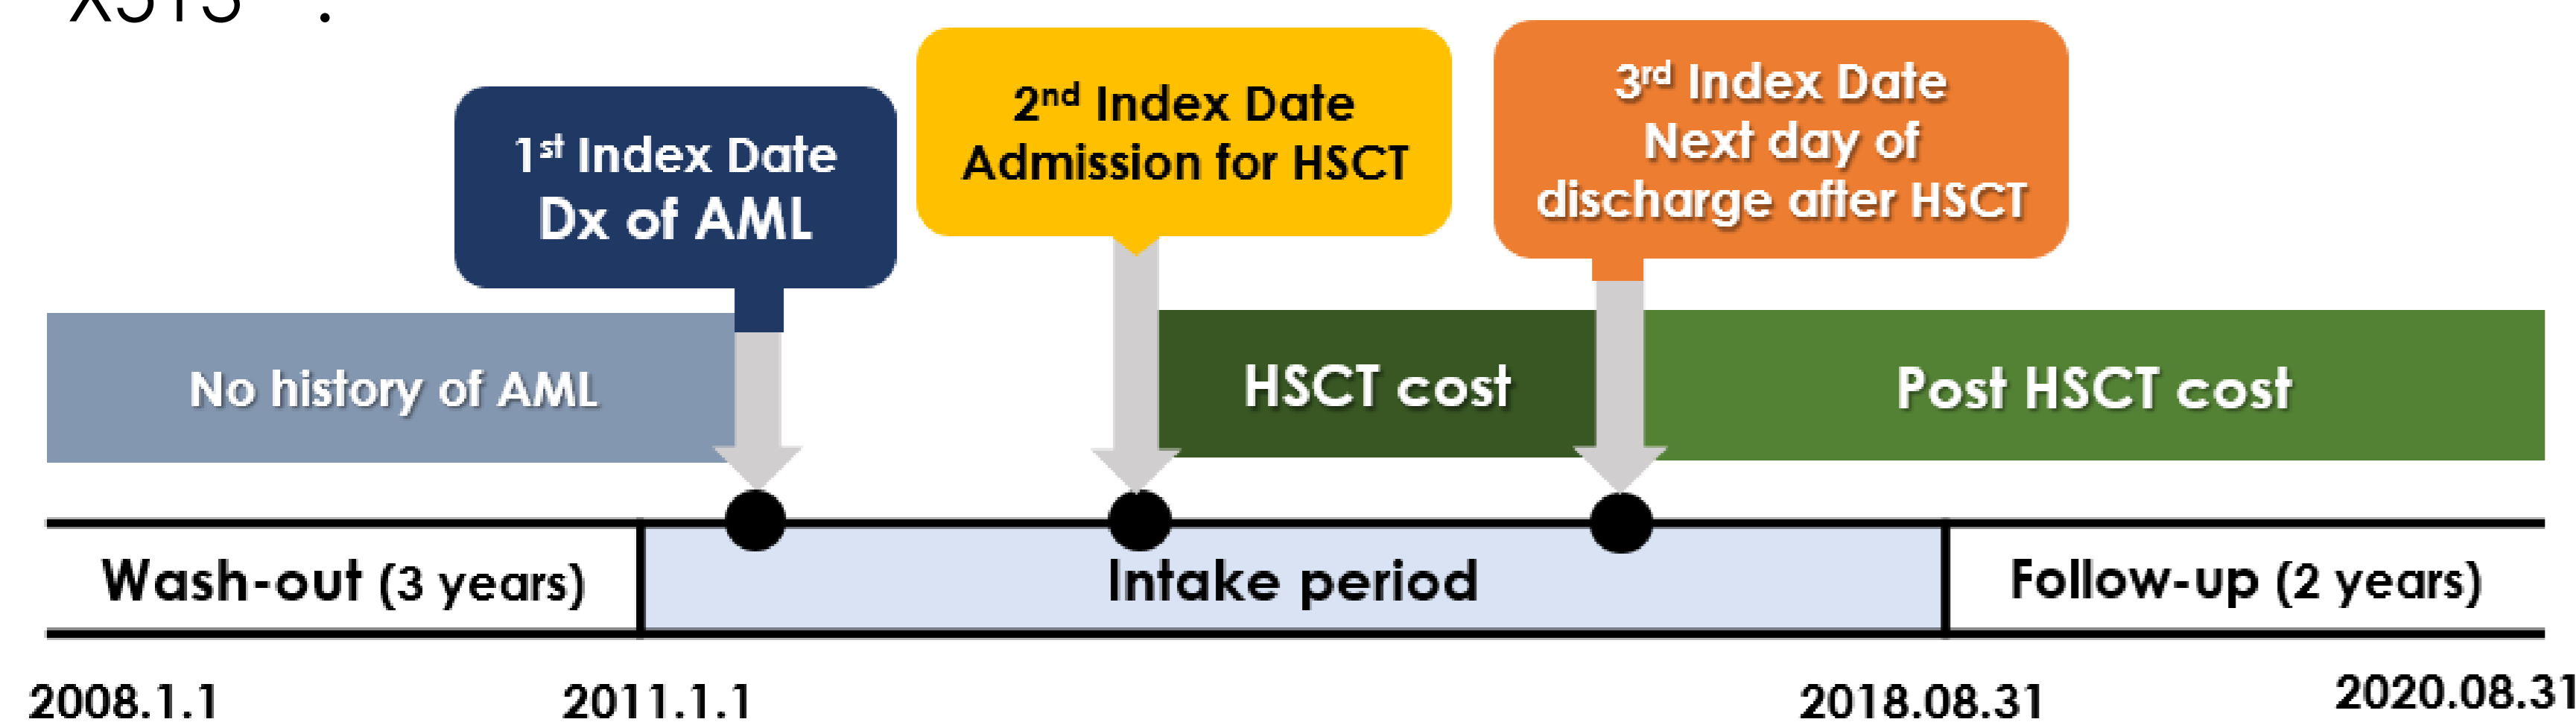 1st Index Date
Dx of AML
2nd Index Date
Admission for HSCT
3rd Index Date
Next day of
discharge after HSCT
No history of AML
HSCT cost
Post HSCT cost
Wash-out (3 years)
Intake period
Follow-up (2 years)
2008.1.1
2011.1.1
2018.08.31
2020.08.31